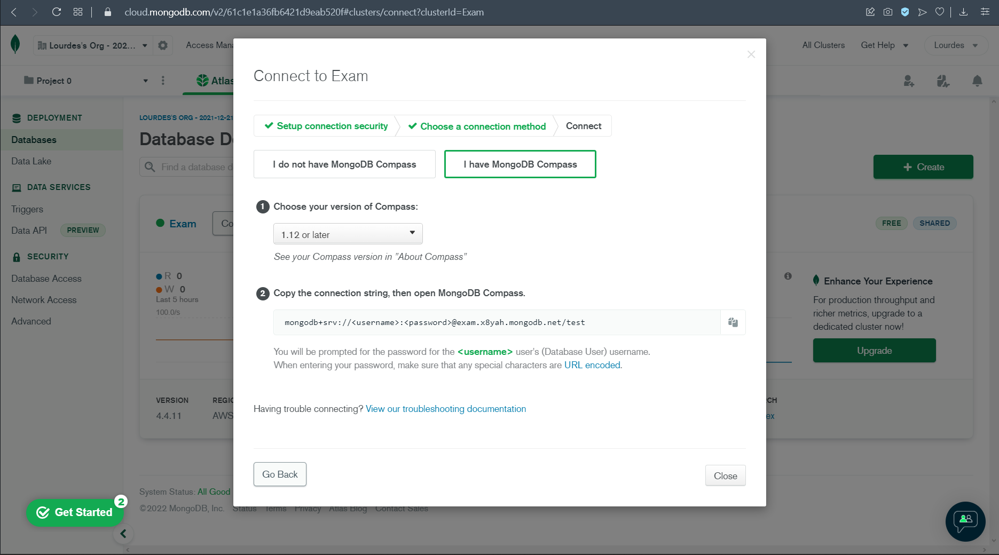 cloud.mongodb.com/v2/61c1e1a36fb6421d9eab520f#clusters/connect?clusterId=Exam
Lourdes's Org - 202...
Access Mana
All Clusters
Get Help
Lourdes
Project 0
Atlas
DEPLOYMENT
Databases
Data Lake
DATA SERVICES
Triggers
Data API PREVIEW
SECURITY
Database Access
Network Access
Advanced
LOURDES'S ORG - 2021-12-21
Database D
Find a database d
+ Create
Exam
Co
FREE SHARED
R 0
W 0
Last 5 hours
100.0/s
VERSION
4.4.11
REGIO
AWS
Connect to Exam
Setup connection security
Choose a connection method
Connect
I do not have MongoDB Compass
I have MongoDB Compass
1 Choose your version of Compass:
1.12 or later
See your Compass version in "About Compass"
2 Copy the connection string, then open MongoDB Compass.
mongodb+srv://<username>:<password>@exam.x8yah.mongodb.net/test
You will be prompted for the password for the <username> user's (Database User) username.
When entering your password, make sure that any special characters are URL encoded.
Having trouble connecting? View our troubleshooting documentation
Go Back
Close
Enhance Your Experience
For production throughput and
richer metrics, upgrade to a
dedicated cluster now!
Upgrade
RCH
ex
System Status: All Good
©2022 MongoDB, Inc. Status Terms Privacy Atlas Blog Contact Sales
Get Started
2